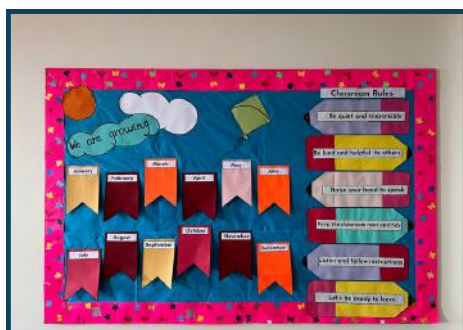 We are growing
January
February
March
April
May
June
July
August
September
October
November
December
Classroom Rules
Be quiet and responsible
Be kind and helpful to others
Raise your hand to speak
Keep the classroom neat and tidy
Listen and follow instructions
Let's be ready to learn